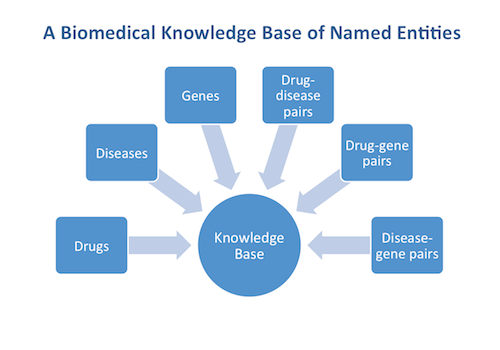 A Biomedical Knowledge Base of Named Entities
Drugs
Diseases
Genes
Drug-
disease
pairs
Drug-gene
pairs
Disease-
gene pairs
Knowledge
Base